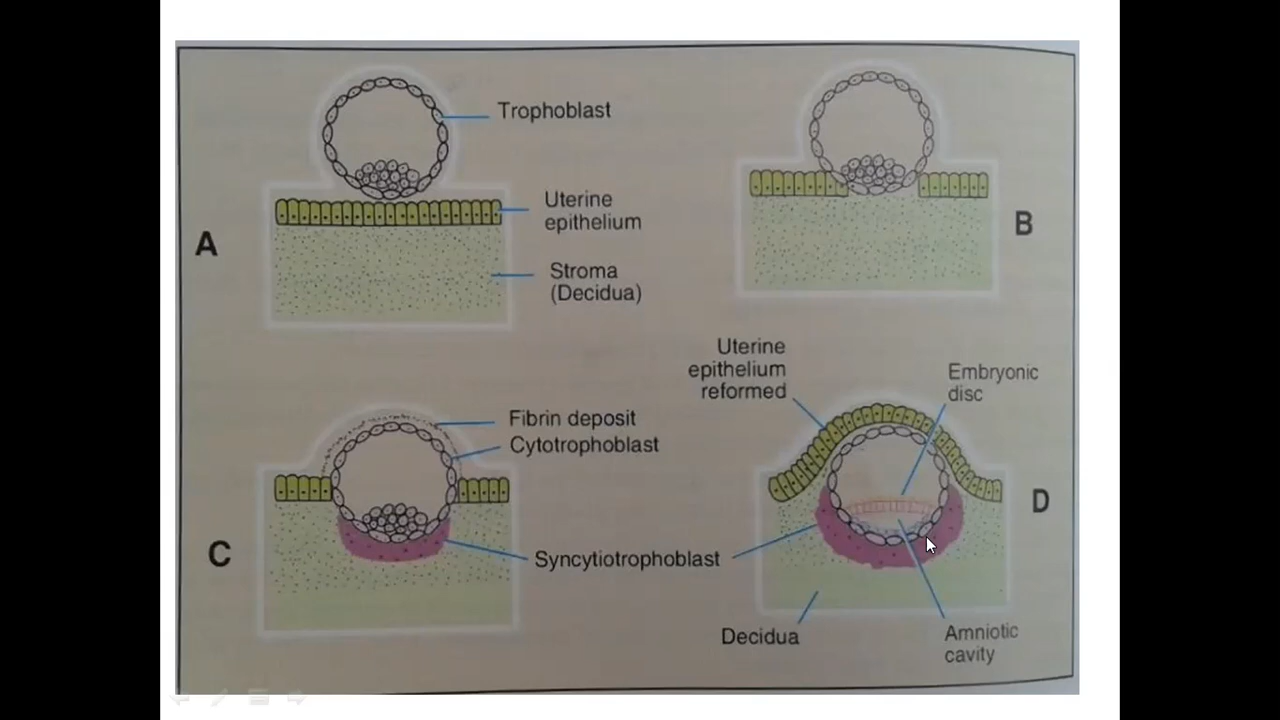 Trophoblast
Uterine
epithelium
Stroma
(Decidua)
A
B
Uterine
epithelium
reformed
Embryonic
disc
Fibrin deposit
Cytotrophoblast
Syncytiotrophoblast
C
D
Decidua
Amniotic
cavity